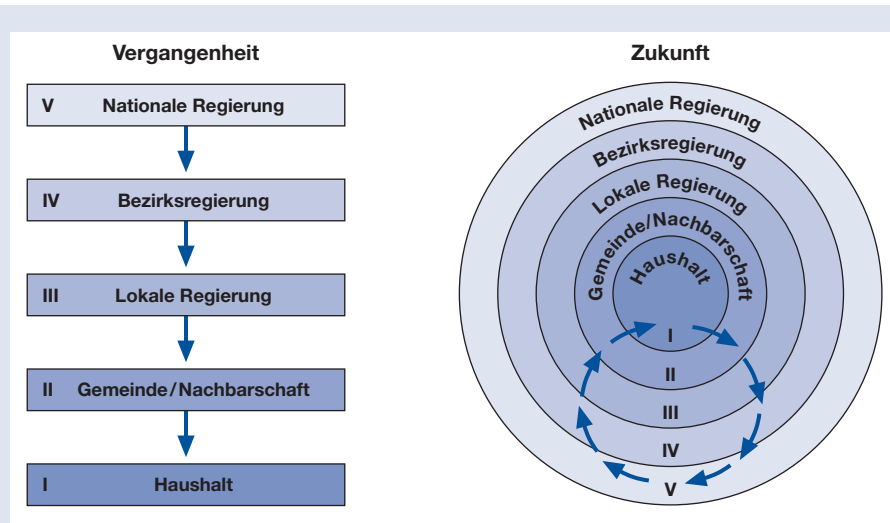 Vergangenheit
V Nationale Regierung
IV Bezirksregierung
III Lokale Regierung
II Gemeinde/Nachbarschaft
I Haushalt
Zukunft
Nationale Regierung
Bezirksregierung
Lokale Regierung
Gemeinde/Nachbarschaft
Haushalt
I
II
III
IV
V